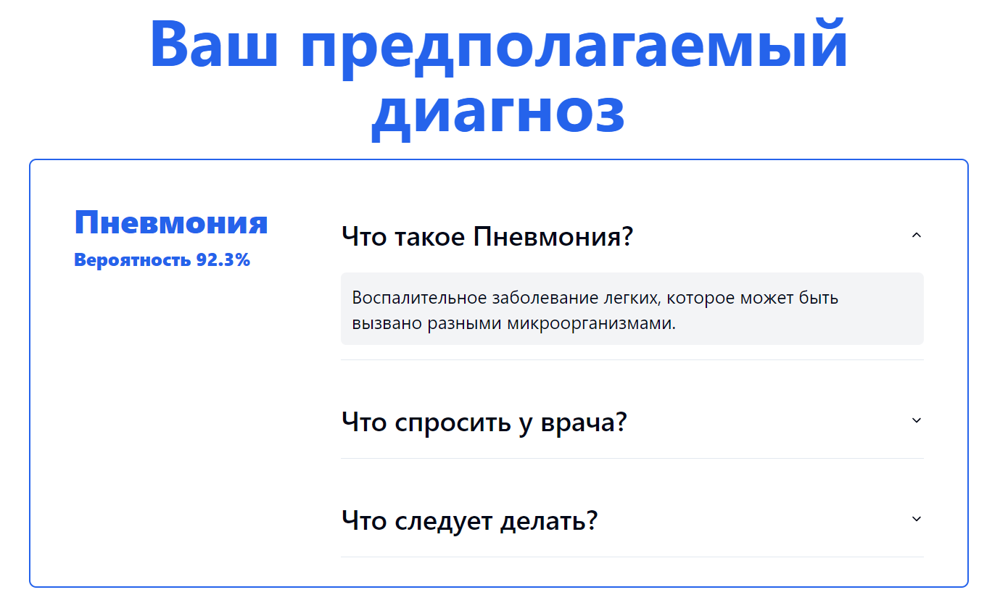 Ваш предполагаемый
диагноз
Пневмония
Вероятность 92.3%
Что такое Пневмония?
Воспалительное заболевание легких, которое может быть
вызвано разными микроорганизмами.
Что спросить у врача?
Что следует делать?